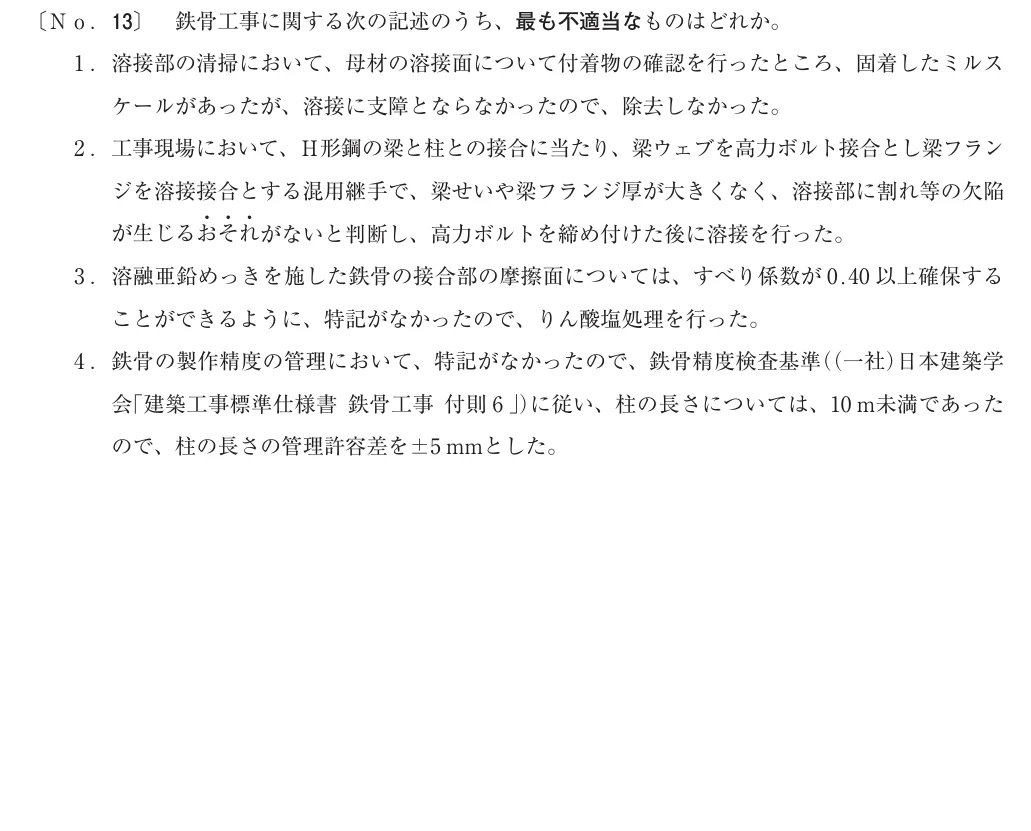 〔Ｎｏ．13〕　鉄骨工事に関する次の記述のうち、最も不適当なものはどれか。
１．溶接部の清掃において、母材の溶接面について付着物の確認を行ったところ、固着したミルス
ケールがあったが、溶接に支障とならなかったので、除去しなかった。
２．工事現場において、Ｈ形鋼の梁と柱との接合に当たり、梁ウェブを高力ボルト接合とし梁フラン
ジを溶接接合とする混用継手で、梁せいや梁フランジ厚が大きくなく、溶接部に割れ等の欠陥
が生じるおそれがないと判断し、高力ボルトを締め付けた後に溶接を行った。
３．溶融亜鉛めっきを施した鉄骨の接合部の摩擦面については、すべり係数が0.40以上確保する
ことができるように、特記がなかったので、りん酸塩処理を行った。
４．鉄骨の製作精度の管理において、特記がなかったので、鉄骨精度検査基準((一社)日本建築学
会「建築工事標準仕様書 鉄骨工事 付則６」)に従い、柱の長さについては、10ｍ未満であった
ので、柱の長さの管理許容差を±5mmとした。